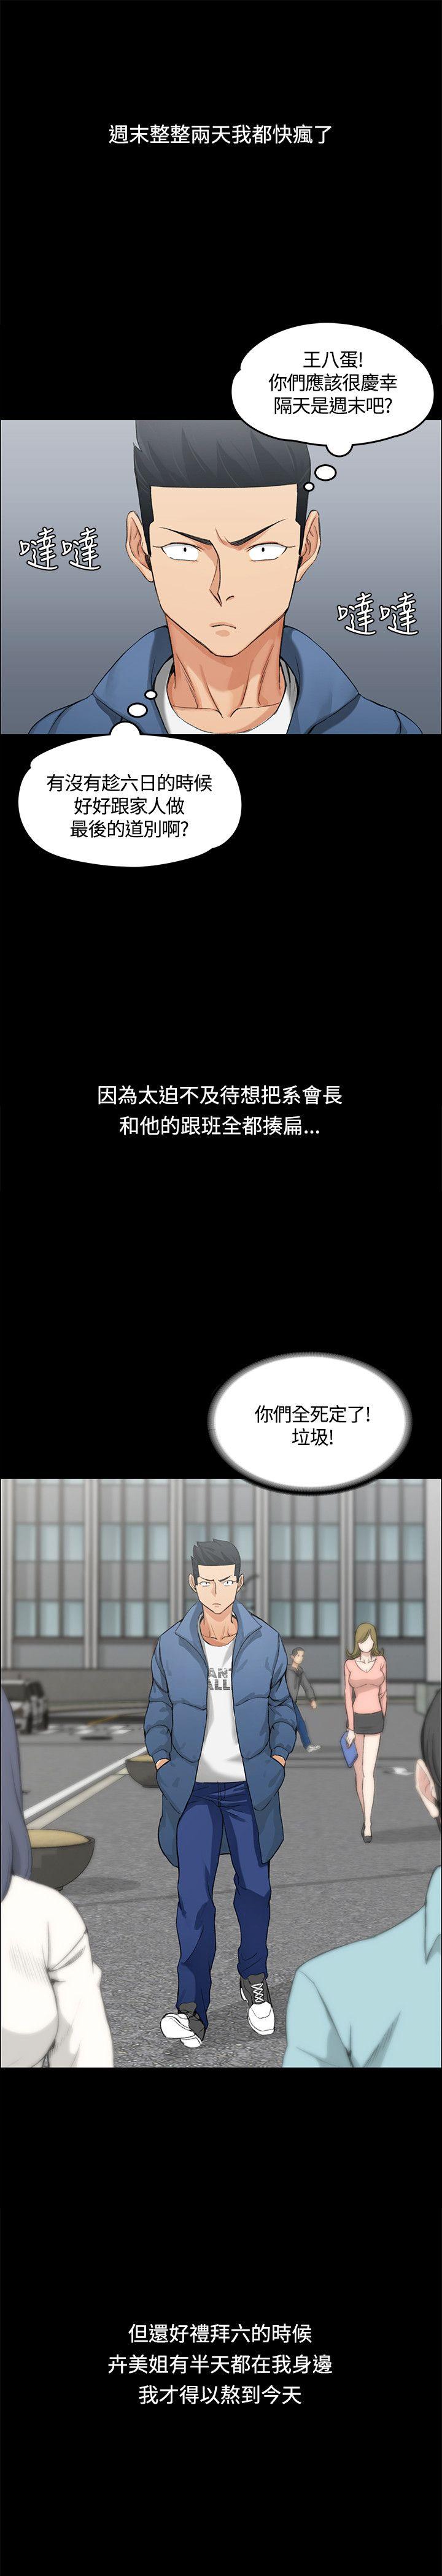 週末整整兩天我都快瘋了
王八蛋!
你們應該很慶幸
隔天是週末吧?
噠噠
噠噠
有沒有趁六日的時候
好好跟家人做
最後的道別啊?
因為太迫不及待想把系會長
和他的跟班全都揍扁...
你們全死定了!
垃圾!
但還好禮拜六的時候
卉美姐有半天都在我身邊
我才得以熬到今天